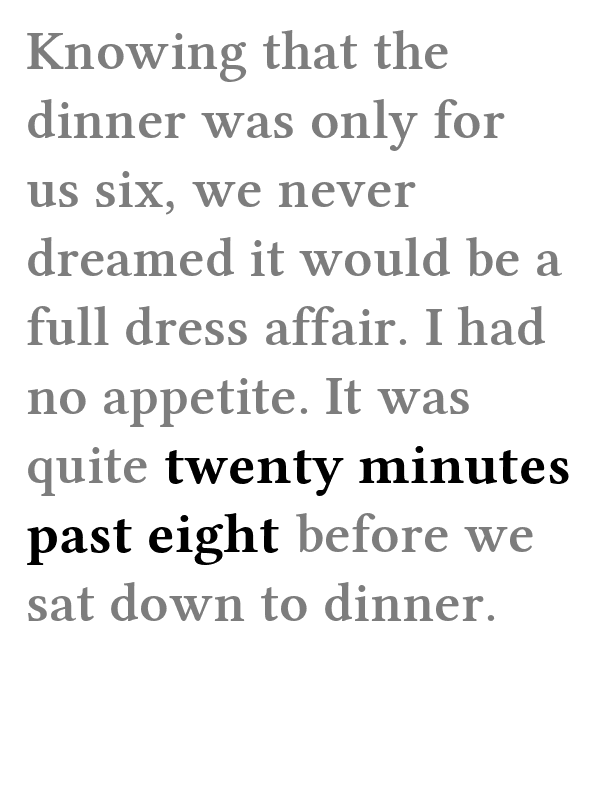 Knowing that the
dinner was only for
us six, we never
dreamed it would be a
full dress affair. I had
no appetite. It was
quite twenty minutes
past eight before we
sat down to dinner.